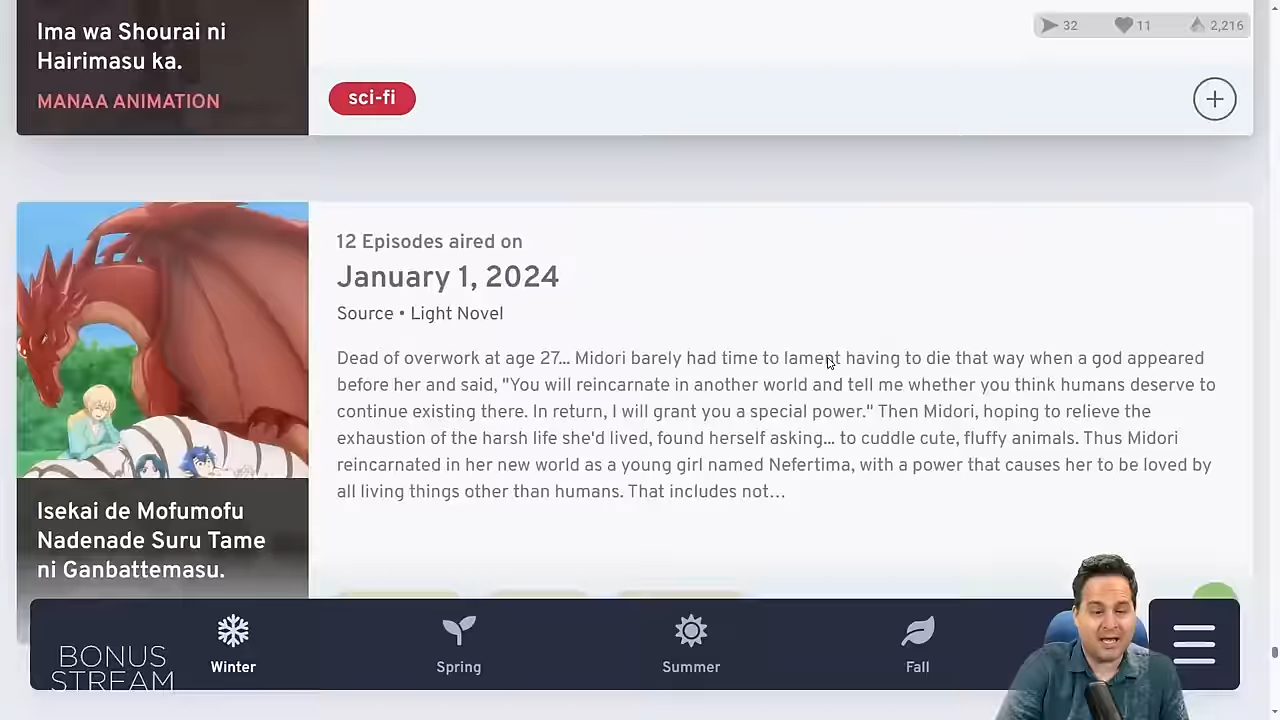 Ima wa Shourai ni
Hairimasu ka.
MANAA ANIMATION
32
11
2,216
sci-fi
12 Episodes aired on
January 1, 2024
Source • Light Novel
Dead of overwork at age 27... Midori barely had time to lament having to die that way when a god appeared
before her and said, "You will reincarnate in another world and tell me whether you think humans deserve to
continue existing there. In return, I will grant you a special power." Then Midori, hoping to relieve the
exhaustion of the harsh life she'd lived, found herself asking... to cuddle cute, fluffy animals. Thus Midori
reincarnated in her new world as a young girl named Nefertima, with a power that causes her to be loved by
all living things other than humans. That includes not…
Isekai de Mofumofu
Nadenade Suru Tame
ni Ganbattemasu.
BONUS
STREAM
Winter
Spring
Summer
Fall